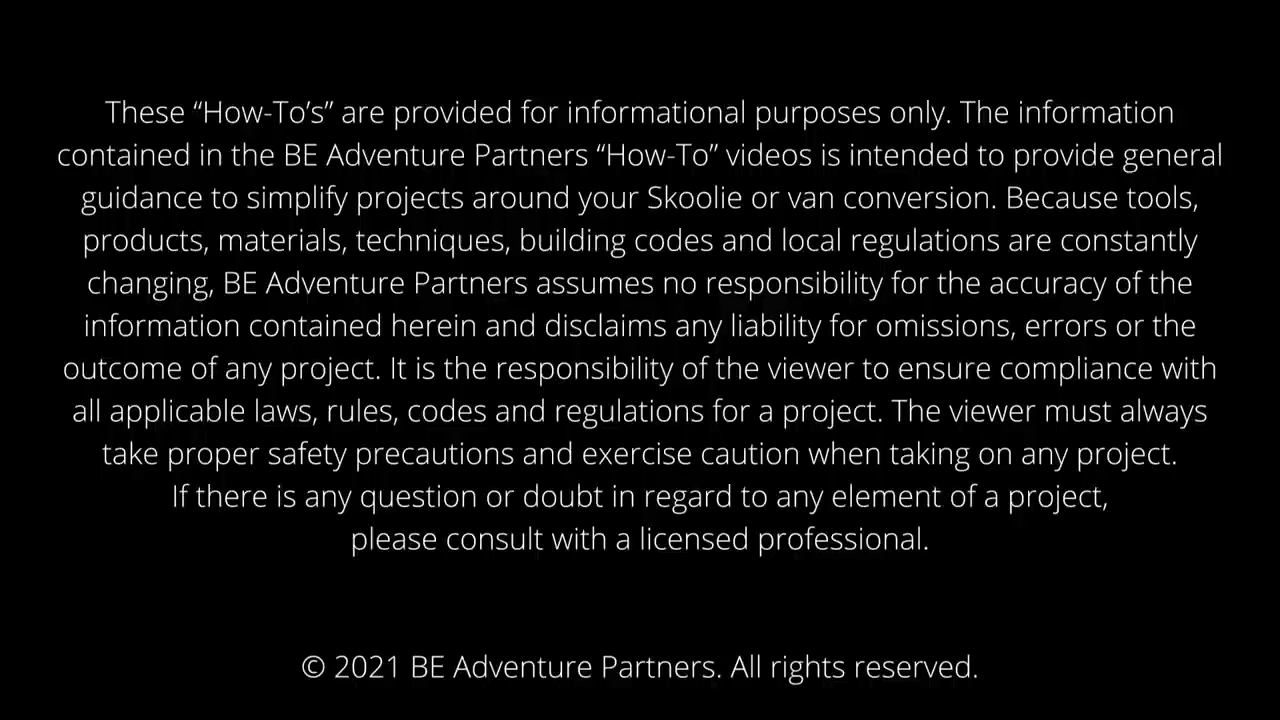 These “How-To’s” are provided for informational purposes only. The information
contained in the BE Adventure Partners “How-To” videos is intended to provide general
guidance to simplify projects around your Skoolie or van conversion. Because tools,
products, materials, techniques, building codes and local regulations are constantly
changing, BE Adventure Partners assumes no responsibility for the accuracy of the
information contained herein and disclaims any liability for omissions, errors or the
outcome of any project. It is the responsibility of the viewer to ensure compliance with
all applicable laws, rules, codes and regulations for a project. The viewer must always
take proper safety precautions and exercise caution when taking on any project.
If there is any question or doubt in regard to any element of a project,
please consult with a licensed professional.
© 2021 BE Adventure Partners. All rights reserved.